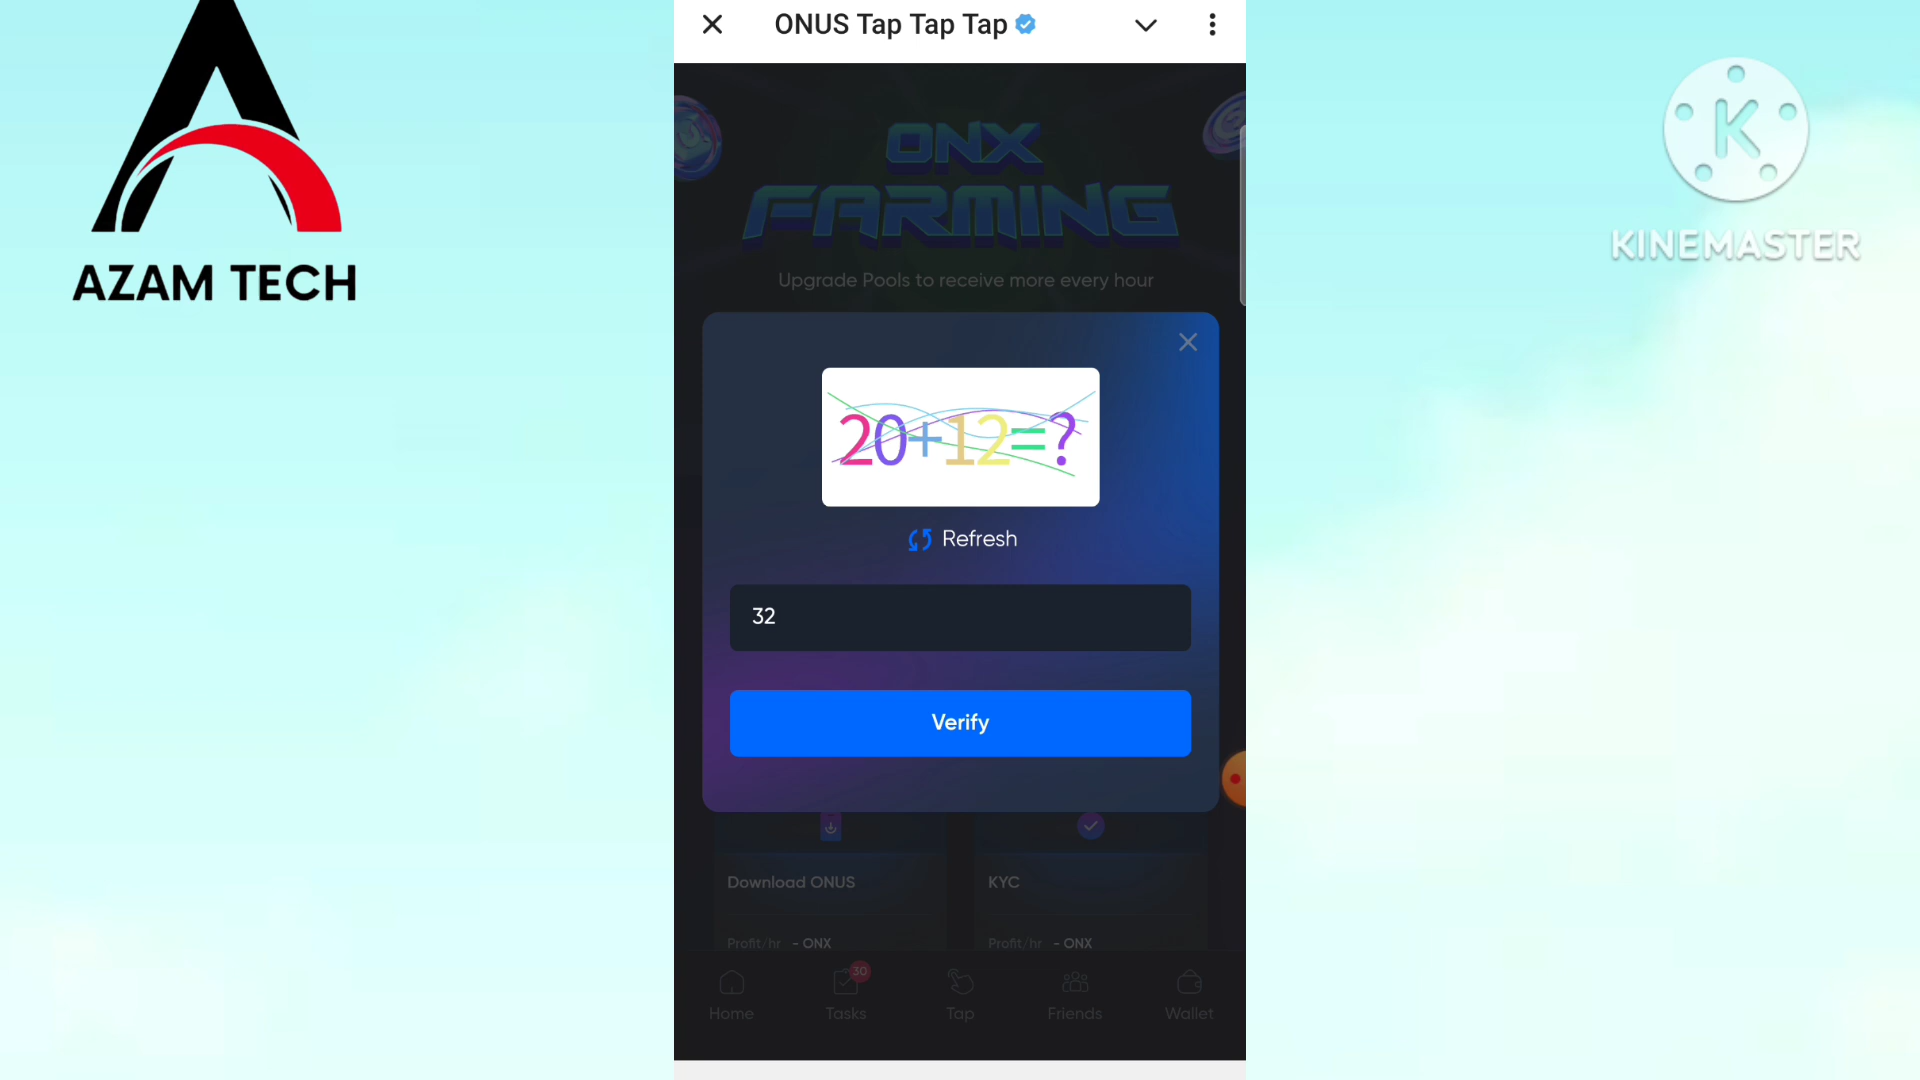 ONUS Tap Tap Tap
AZAM TECH
K
KINEMASTER
ONX
FARMING
Upgrade Pools to receive more every hour
20+12=?
Refresh
32
Verify
Download ONUS
KYC
Profit/hr - ONX
Profit/hr - ONX
30
Home
Tasks
Tap
Friends
Wallet